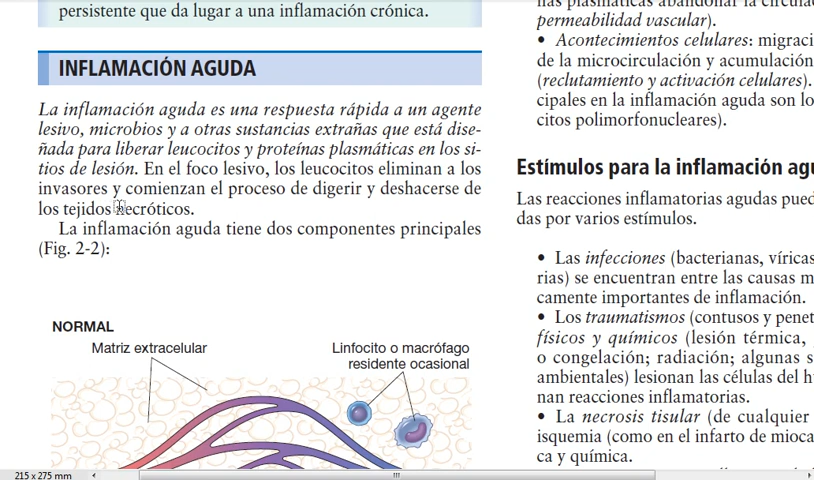 persistente que da lugar a una inflamación crónica.
INFLAMACIÓN AGUDA
La inflamación aguda es una respuesta rápida a un agente
lesivo, microbios y a otras sustancias extrañas que está dise-
ñada para liberar leucocitos y proteínas plasmáticas en los si-
tios de lesión. En el foco lesivo, los leucocitos eliminan a los
invasores y comienzan el proceso de digerir y deshacerse de
los tejidos necróticos.
La inflamación aguda tiene dos componentes principales
(Fig. 2-2):
NORMAL
Matriz extracelular
Linfocito o macrófago
residente ocasional
nas plasmáticas abandonar la
permeabilidad vascular).
• Acontecimientos celulares:
de la microcirculación y acumulación
(reclutamiento y activación celulares).
cipales en la inflamación aguda son
citos polimorfonucleares).
Estímulos para la inflamación
Las reacciones inflamatorias agudas
das por varios estímulos.
• Las infecciones (bacterianas, víricas
rias) se encuentran entre las causas
camente importantes de inflamación.
• Los traumatismos (contusos y
físicos y químicos (lesión térmica,
o congelación; radiación; algunas
ambientales) lesionan las células del
nan reacciones inflamatorias.
• La necrosis tisular (de cualquier
isquemia (como en el infarto de
ca y química.
215 x 275 mm